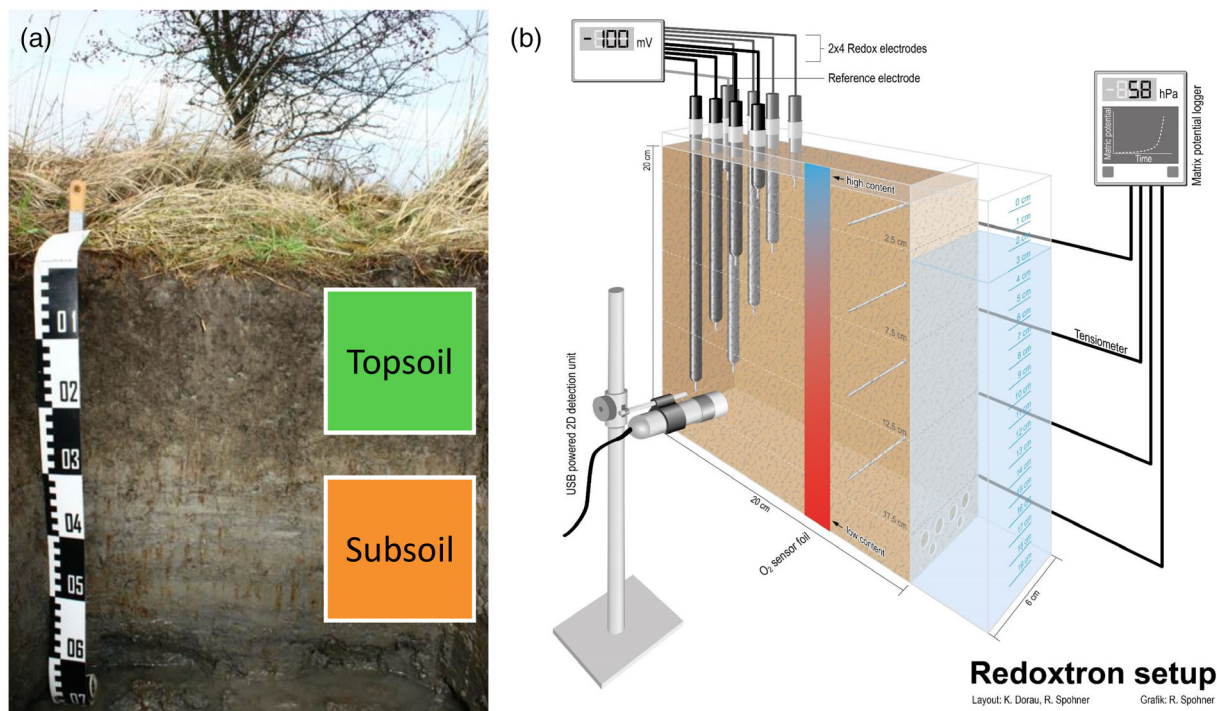 (a)
01
02
03
04
05
06
07
Topsoil
Subsoil
(b)
-100 mV
2x4 Redox electrodes
Reference electrode
-58 hPa
Matric potential
Time
Matrix potential logger
20 cm
high content
2,5 cm
7,5 cm
12,5 cm
17,5 cm
low content
0 cm
1 cm
2 cm
3 cm
4 cm
5 cm
6 cm
7 cm
8 cm
9 cm
10 cm
11 cm
12 cm
13 cm
14 cm
15 cm
16 cm
17 cm
18 cm
19 cm
Tensiometer
USB powered 2D detection unit
20 cm
O₂ sensor foil
6 cm
Redoxtron setup
Layout: K. Dorau, R. Spohner
Grafik: R. Spohner